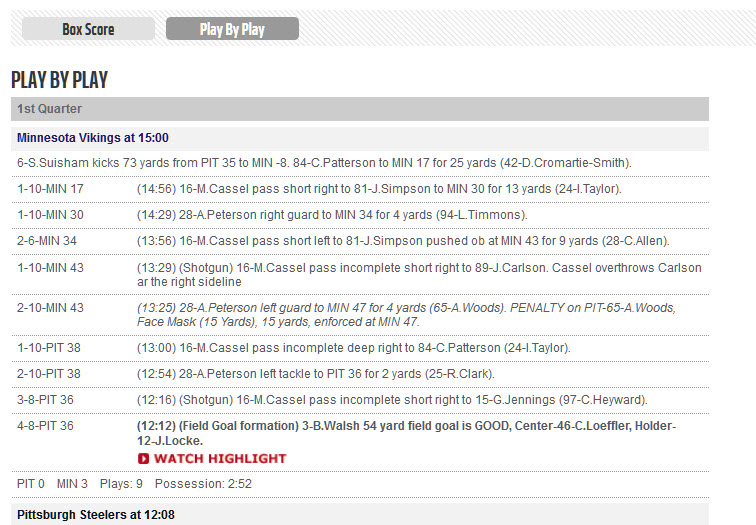 Box Score
Play By Play
PLAY BY PLAY
1st Quarter
Minnesota Vikings at 15:00
6-S.Suisham kicks 73 yards from PIT 35 to MIN -8. 84-C.Patterson to MIN 17 for 25 yards (42-D.Cromartie-Smith).
1-10-MIN 17 (14:56) 16-M.Cassel pass short right to 81-J.Simpson to MIN 30 for 13 yards (24-I.Taylor).
1-10-MIN 30 (14:29) 28-A.Peterson right guard to MIN 34 for 4 yards (94-L.Timmons).
2-6-MIN 34 (13:56) 16-M.Cassel pass short left to 81-J.Simpson pushed ob at MIN 43 for 9 yards (28-C.Allen).
1-10-MIN 43 (13:29) (Shotgun) 16-M.Cassel pass incomplete short right to 89-J.Carlson. Cassel overthrows Carlson
ar the right sideline
2-10-MIN 43 (13:25) 28-A.Peterson left guard to MIN 47 for 4 yards (65-A.Woods). PENALTY on PIT-65-A.Woods,
Face Mask (15 Yards), 15 yards, enforced at MIN 47.
1-10-PIT 38 (13:00) 16-M.Cassel pass incomplete deep right to 84-C.Patterson (24-I.Taylor).
2-10-PIT 38 (12:54) 28-A.Peterson left tackle to PIT 36 for 2 yards (25-R.Clark).
3-8-PIT 36 (12:16) (Shotgun) 16-M.Cassel pass incomplete short right to 15-G.Jennings (97-C.Heyward).
4-8-PIT 36 (12:12) (Field Goal formation) 3-B.Walsh 54 yard field goal is GOOD, Center-46-C.Loeffler, Holder-
12-J.Locke.
WATCH HIGHLIGHT
PIT 0 MIN 3 Plays: 9 Possession: 2:52
Pittsburgh Steelers at 12:08